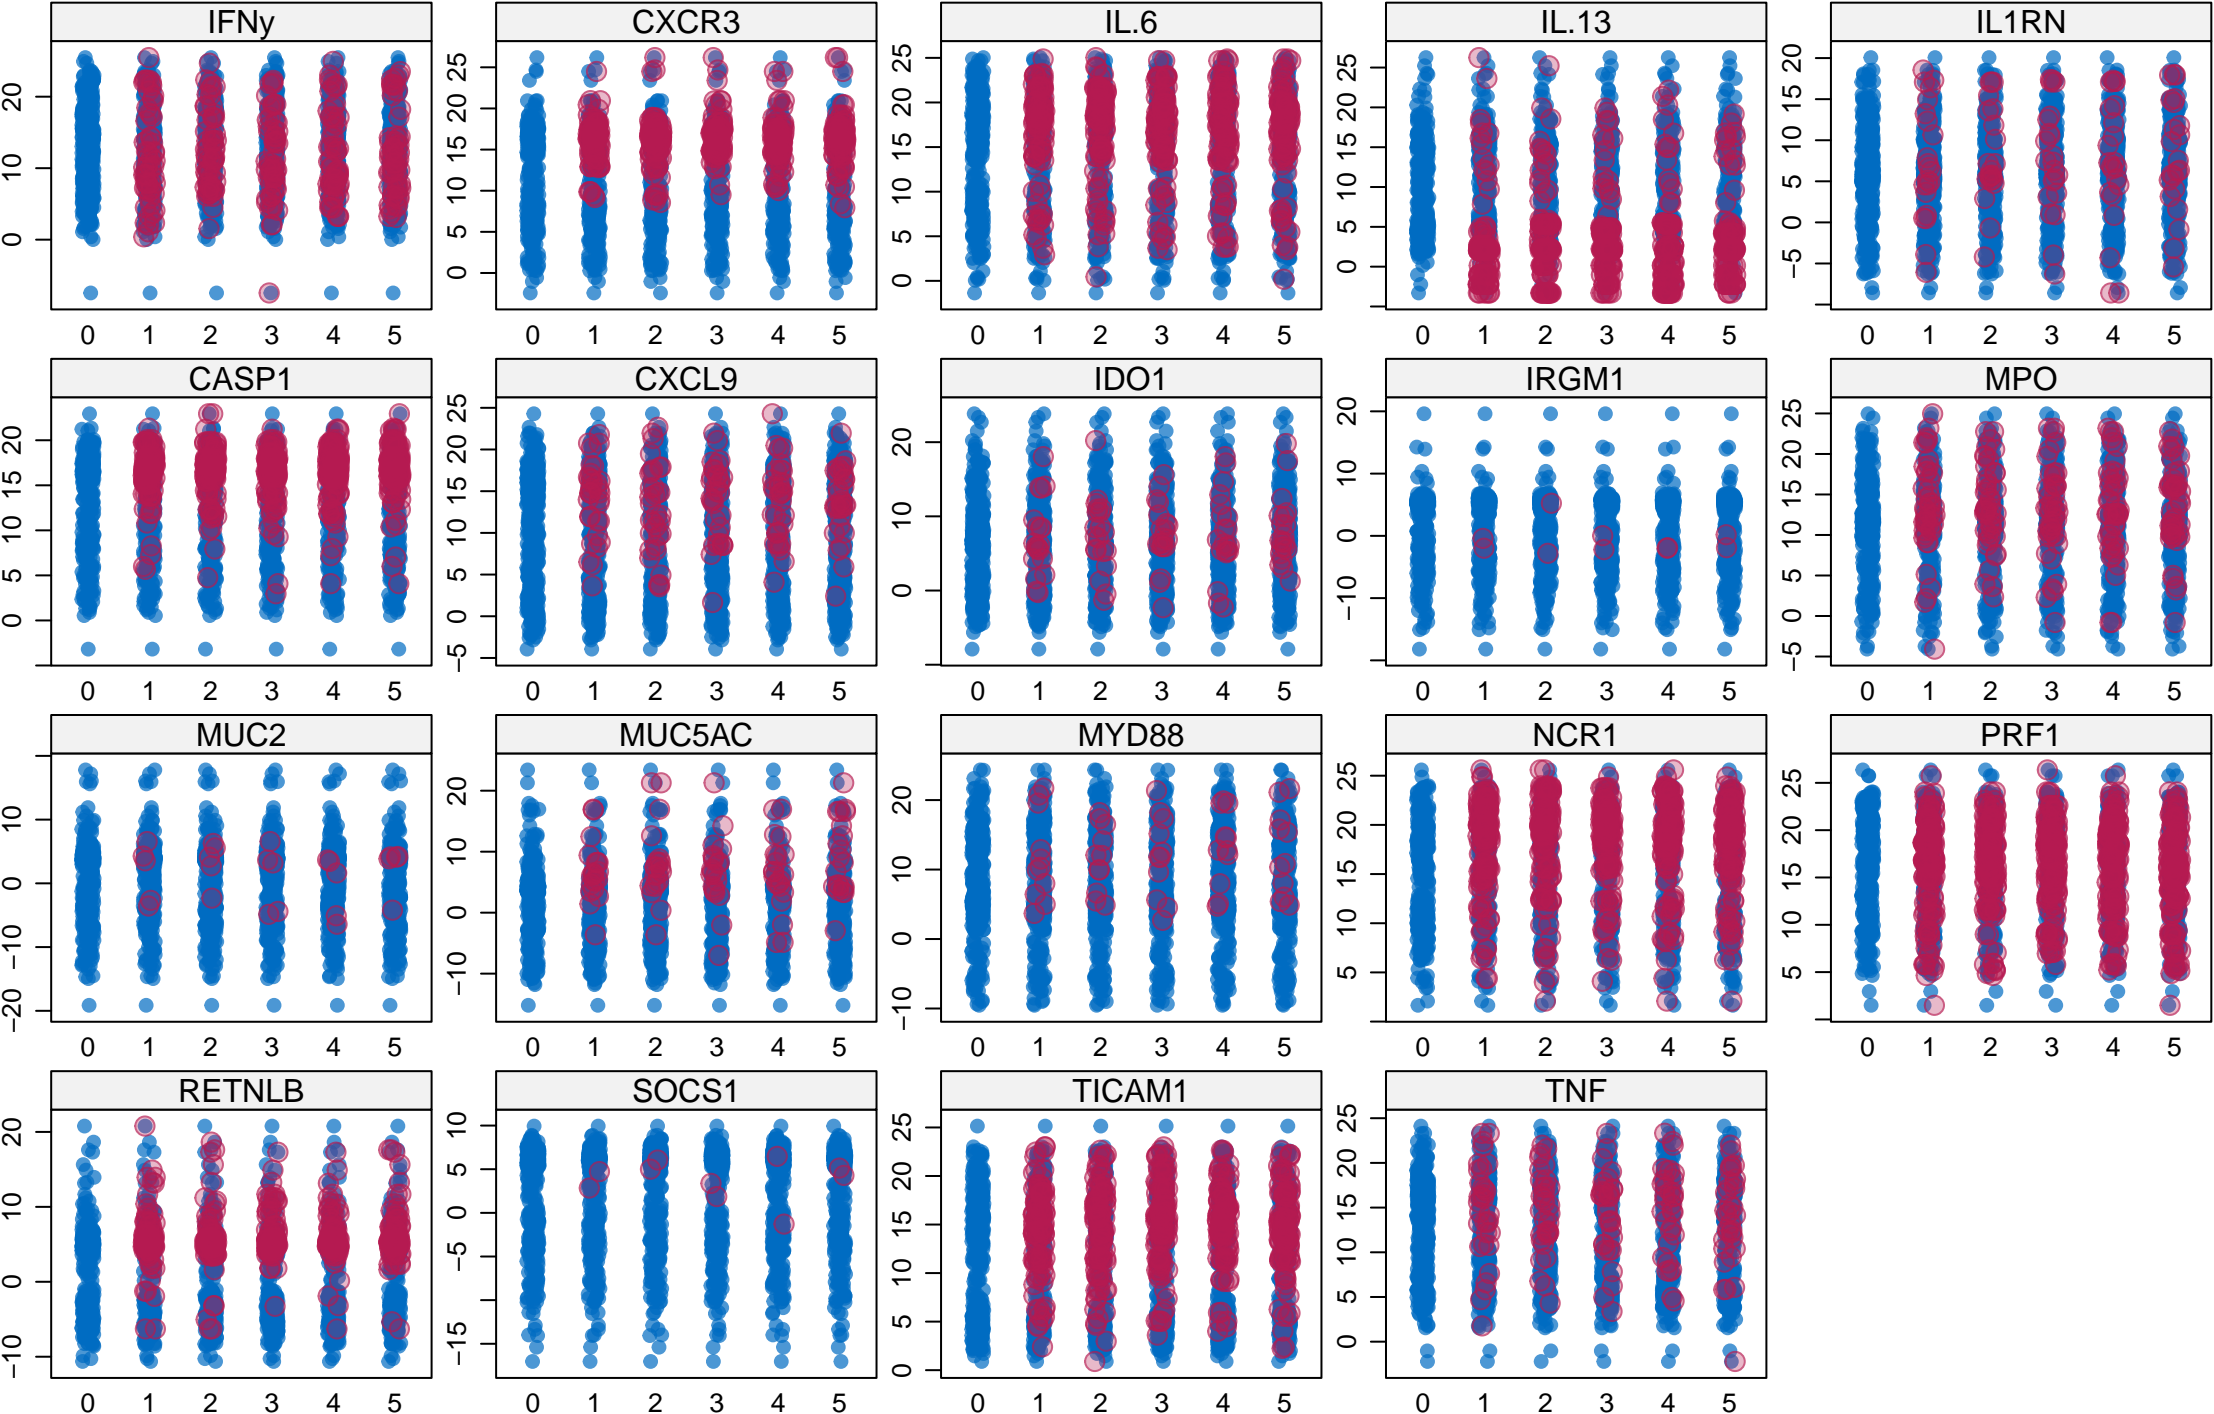 IFNy CXCR3 IL.6 IL.13 IL1RN
20 10 0
25 20 15 10 5 0
25 20 15 10 5 0
25 20 15 10 5 0
20 15 10 5 0 −5
0 1 2 3 4 5 0 1 2 3 4 5 0 1 2 3 4 5 0 1 2 3 4 5 0 1 2 3 4 5
CASP1 CXCL9 IDO1 IRGM1 MPO
20 15 10 5 0
25 20 15 10 5 0 −5
20 10 0
20 10 0 −10
25 20 15 10 5 0 −5
0 1 2 3 4 5 0 1 2 3 4 5 0 1 2 3 4 5 0 1 2 3 4 5 0 1 2 3 4 5
MUC2 MUC5AC MYD88 NCR1 PRF1
10 0 −10 −20
20 10 0 −10
20 10 0 −10
25 20 15 10 5
25 20 15 10 5
0 1 2 3 4 5 0 1 2 3 4 5 0 1 2 3 4 5 0 1 2 3 4 5 0 1 2 3 4 5
RETNLB SOCS1 TICAM1 TNF
20 10 0 −10
10 5 0 −5 −15
25 20 15 10 5 0
25 20 15 10 5 0
0 1 2 3 4 5 0 1 2 3 4 5 0 1 2 3 4 5 0 1 2 3 4 5